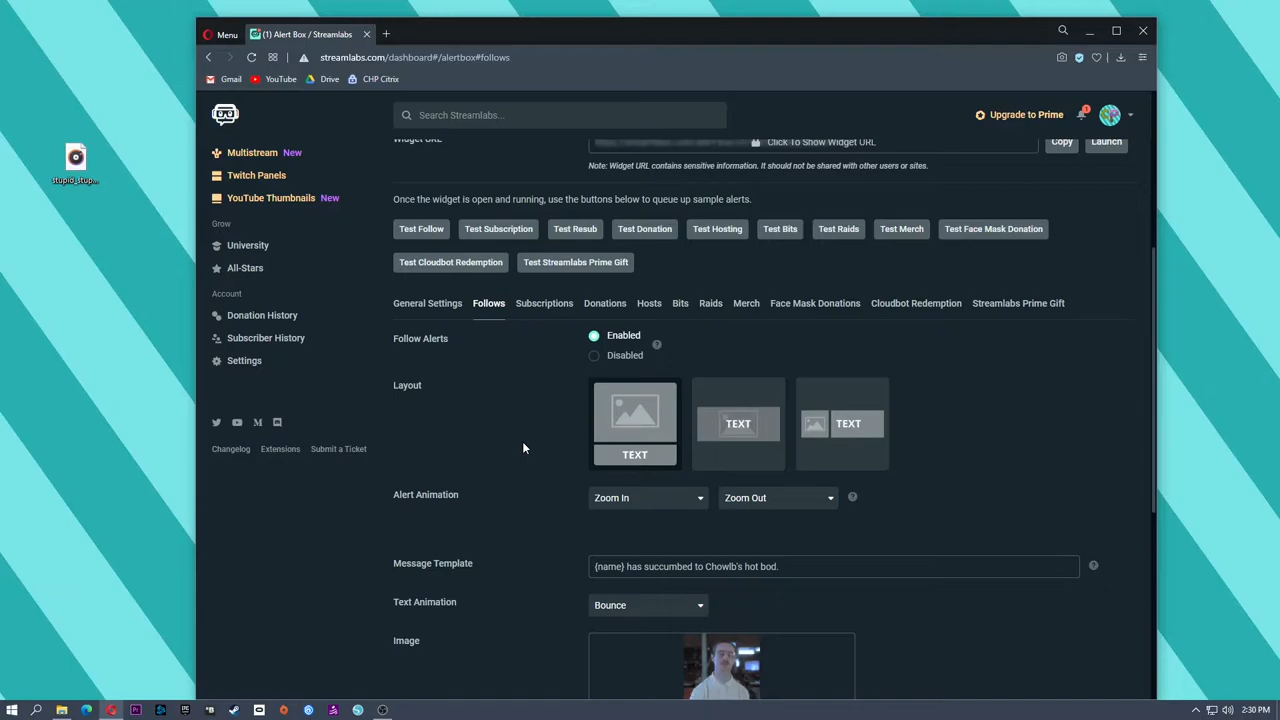 Menu
(1) Alert Box / Streamlabs
streamlabs.com/dashboard#/alertbox#follows
Gmail YouTube Drive CHP Citrix
Search Streamlabs...
Upgrade to Prime
1
Widget URL
Click To Show Widget URL
Copy
Launch
Note: Widget URL contains sensitive information. It should not be shared with other users or sites.
Multistream New
Twitch Panels
YouTube Thumbnails New
Grow
University
All-Stars
Account
Donation History
Subscriber History
Settings
Changelog Extensions Submit a Ticket
Once the widget is open and running, use the buttons below to queue up sample alerts.
Test Follow Test Subscription Test Resub Test Donation Test Hosting Test Bits Test Raids Test Merch Test Face Mask Donation
Test Cloudbot Redemption Test Streamlabs Prime Gift
General Settings Follows Subscriptions Donations Hosts Bits Raids Merch Face Mask Donations Cloudbot Redemption Streamlabs Prime Gift
Follow Alerts
Enabled
Disabled
Layout
TEXT
TEXT
TEXT
Alert Animation
Zoom In
Zoom Out
Message Template
{name} has succumbed to Chowlb's hot bod.
Text Animation
Bounce
Image
stupid_stup...
2:30 PM